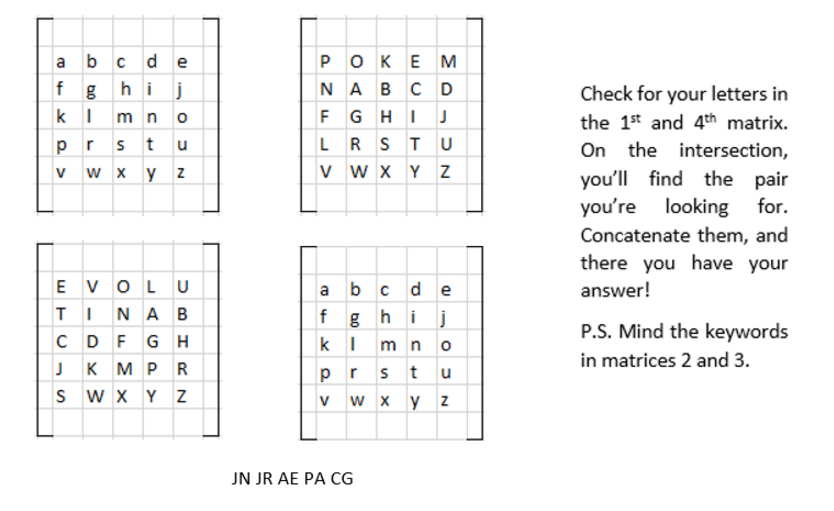 a b c d e
f g h i j
k l m n o
p r s t u
v w x y z
P O K E M
N A B C D
F G H I J
L R S T U
V W X Y Z
Check for your letters in
the 1st and 4th matrix.
On the intersection,
you'll find the pair
you're looking for.
Concatenate them, and
there you have your
answer!
P.S. Mind the keywords
in matrices 2 and 3.
E V O L U
T I N A B
C D F G H
J K M P R
S W X Y Z
a b c d e
f g h i j
k l m n o
p r s t u
v w x y z
JN JR AE PA CG